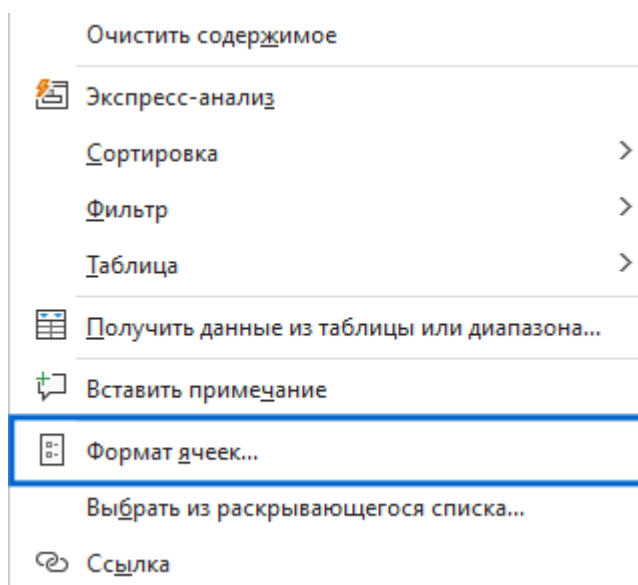 Очистить содержимое
Экспресс-анализ
Сортировка
Фильтр
Таблица
Получить данные из таблицы или диапазона...
Вставить примечание
Формат ячеек...
Выбрать из раскрывающегося списка...
Ссылка